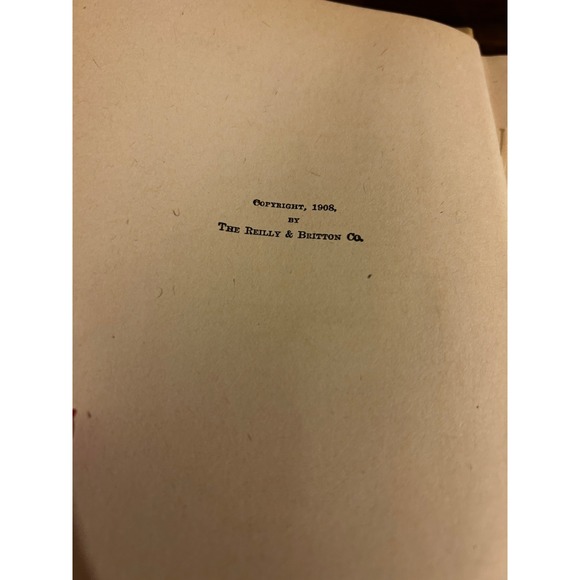 COPYRIGHT, 1908.
BY
THE REILLY & BRITTON CO.